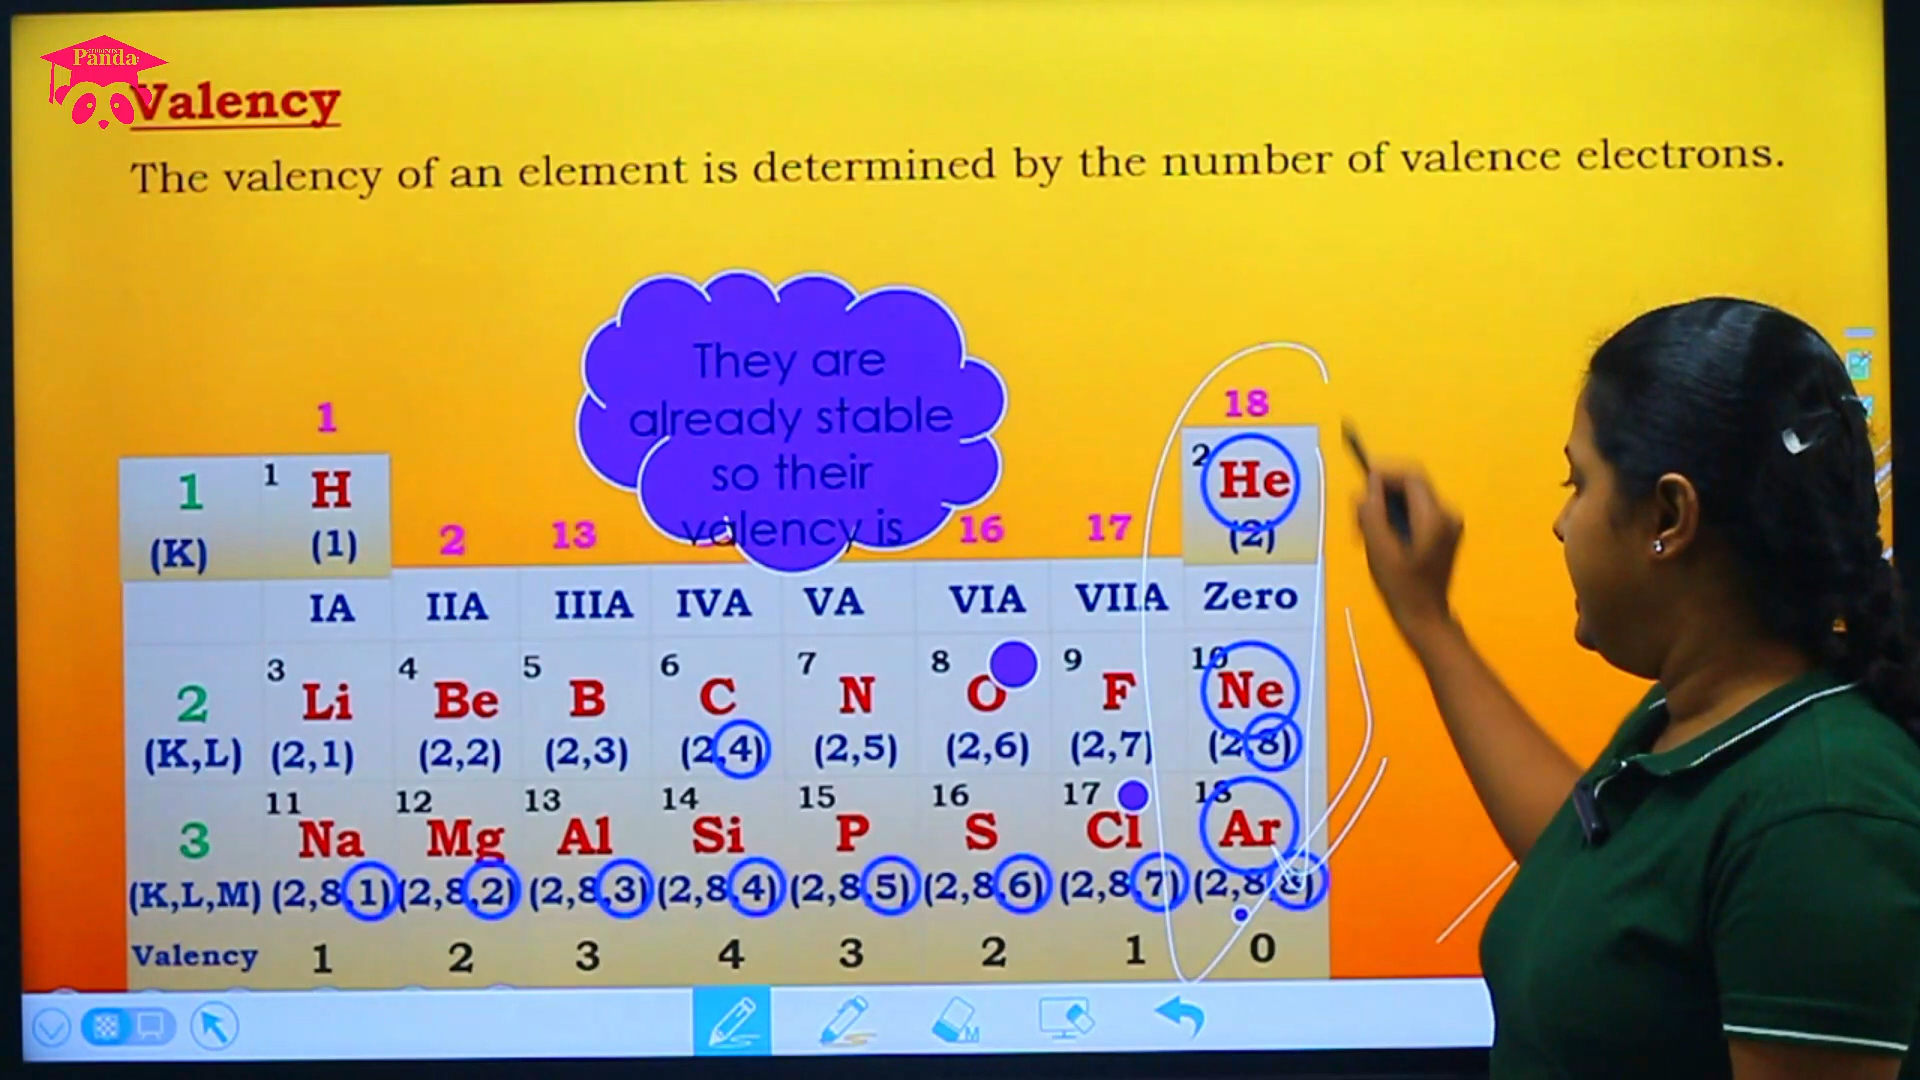 STUDENTS
Panda
Valency
The valency of an element is determined by the number of valence electrons.
They are
already stable
so their
valency is
1 2 13 16 17 18
1 1 H 2 He
(K) (1) (2)
IA IIA IIIA IVA VA VIA VIIA Zero
2 3 Li 4 Be 5 B 6 C 7 N 8 O 9 F 10 Ne
(K,L) (2,1) (2,2) (2,3) (2,4) (2,5) (2,6) (2,7) (2,8)
3 11 Na 12 Mg 13 Al 14 Si 15 P 16 S 17 Cl 18 Ar
(K,L,M) (2,8,1) (2,8,2) (2,8,3) (2,8,4) (2,8,5) (2,8,6) (2,8,7) (2,8,8)
Valency 1 2 3 4 3 2 1 0
M